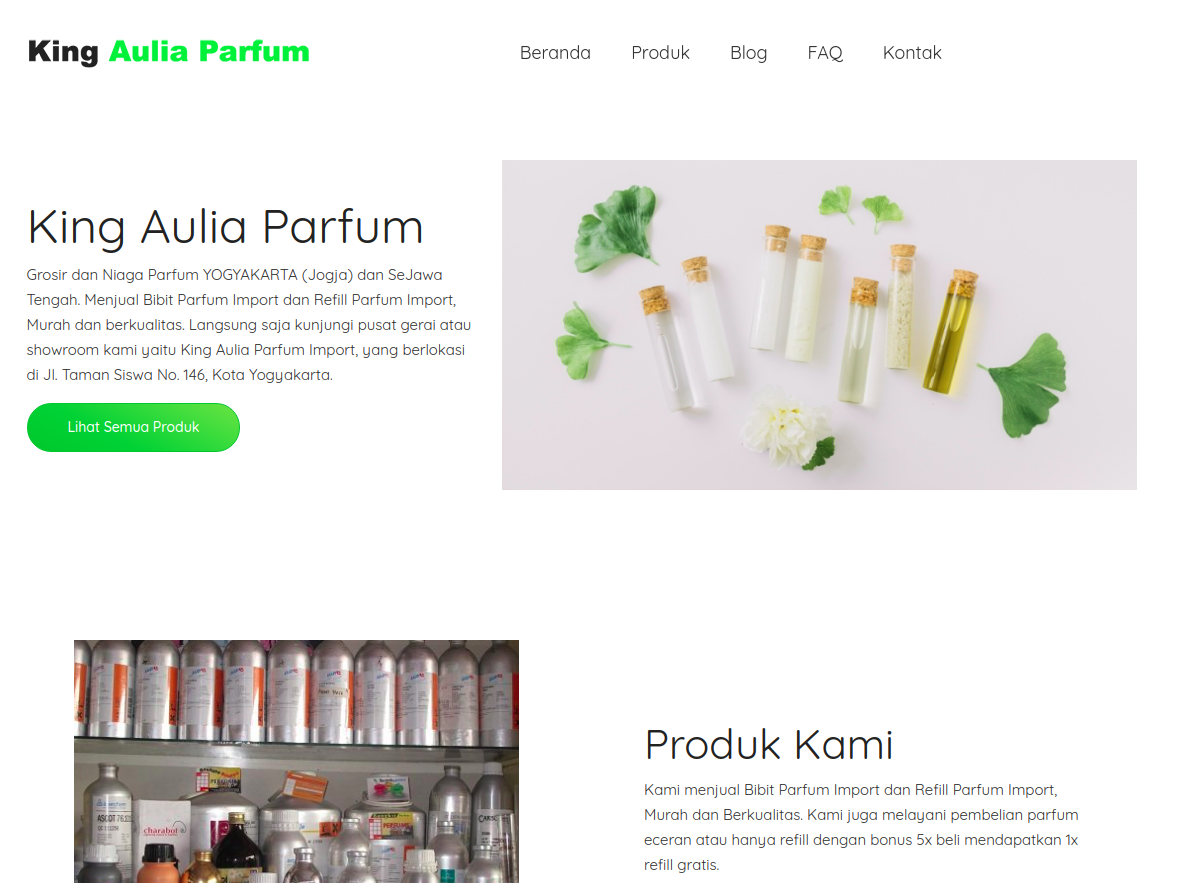 King Aulia Parfum
Beranda Produk Blog FAQ Kontak
King Aulia Parfum
Grosir dan Niaga Parfum YOGYAKARTA (Jogja) dan SeJawa
Tengah. Menjual Bibit Parfum Import dan Refill Parfum Import,
Murah dan berkualitas. Langsung saja kunjungi pusat gerai atau
showroom kami yaitu King Aulia Parfum Import, yang berlokasi
di Jl. Taman Siswa No. 146, Kota Yogyakarta.
Lihat Semua Produk
charabot
Produk Kami
Kami menjual Bibit Parfum Import dan Refill Parfum Import,
Murah dan Berkualitas. Kami juga melayani pembelian parfum
eceran atau hanya refill dengan bonus 5x beli mendapatkan 1x
refill gratis.